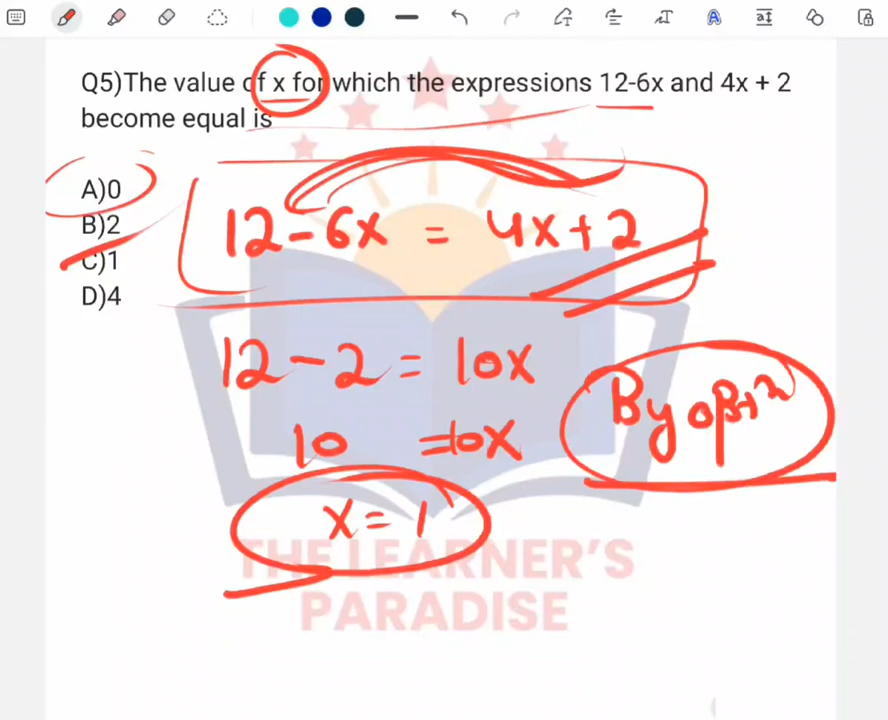 Q5)The value of x for which the expressions 12-6x and 4x + 2
become equal is
A)0
B)2
C)1
D)4
12-6x = 4x+2
12-2 = 10x
10 =10x
By
x = 1
THE LEARNER'S
PARADISE